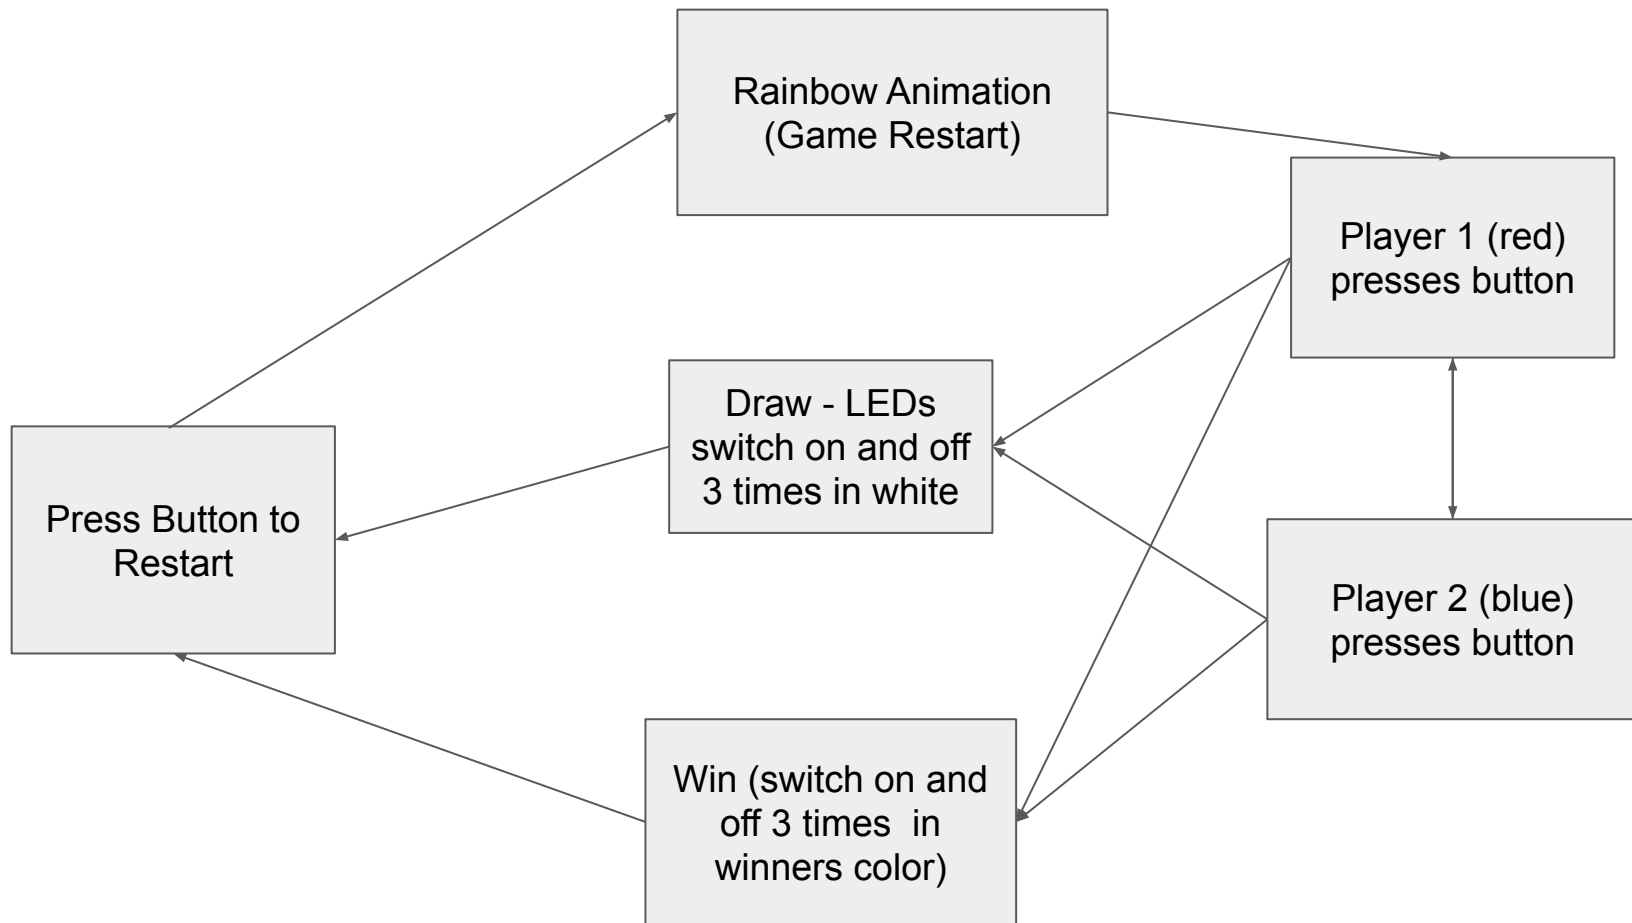 Rainbow Animation
(Game Restart)
Player 1 (red)
presses button
Draw - LEDs
switch on and off
3 times in white
Press Button to
Restart
Player 2 (blue)
presses button
Win (switch on and
off 3 times  in
winners color)